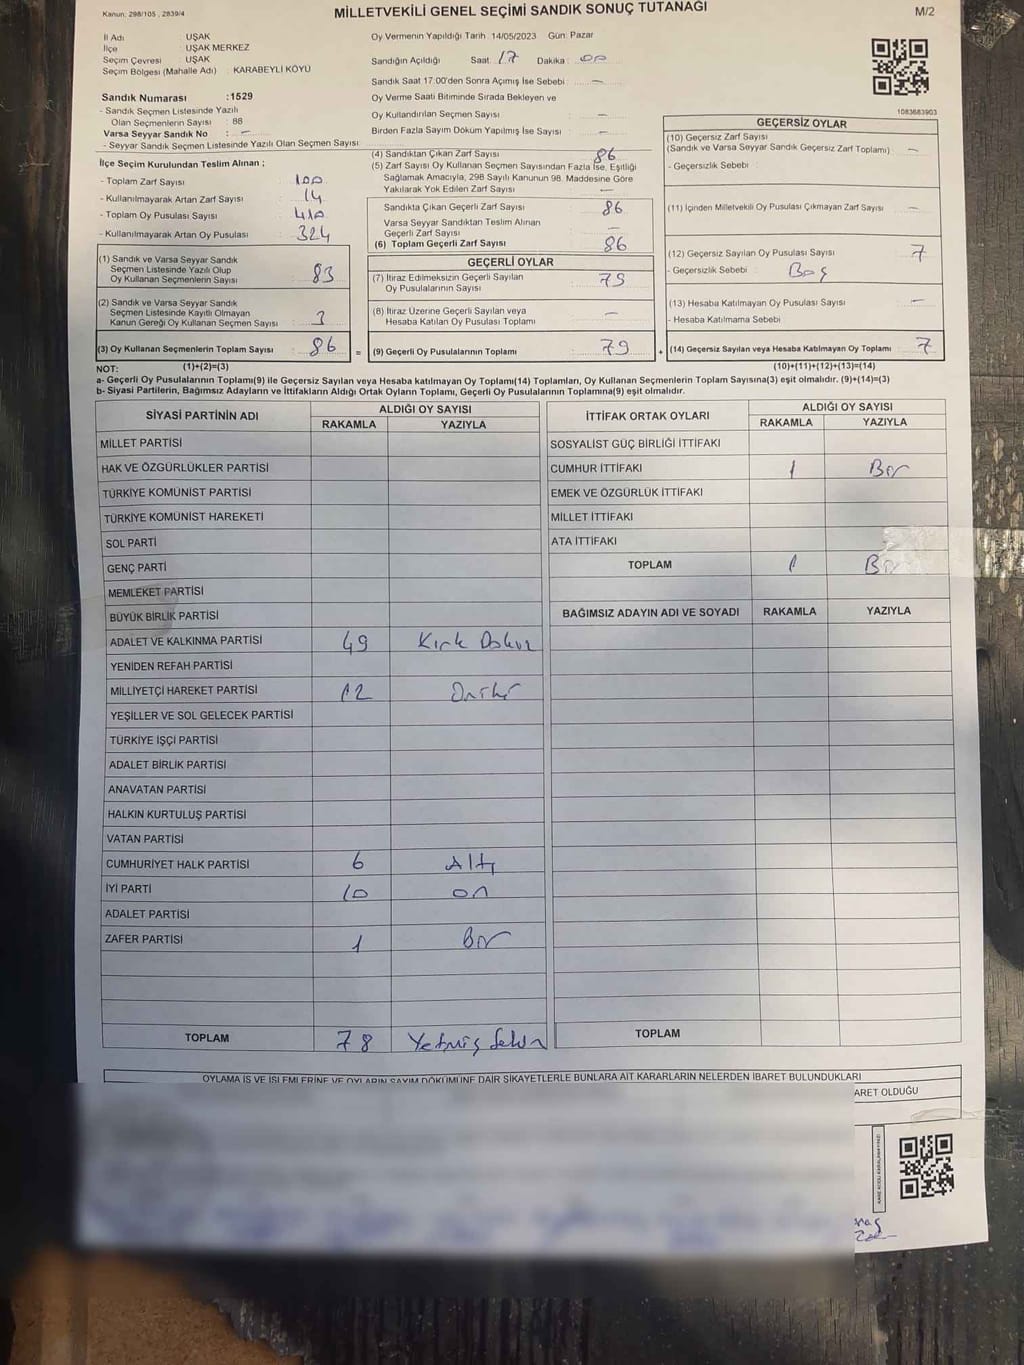 Kanun: 298/105 , 2839/4
MİLLETVEKİLİ GENEL SEÇİMİ SANDIK SONUÇ TUTANAĞI
M/2
İl Adı : UŞAK
İlçe : UŞAK MERKEZ
Seçim Çevresi : UŞAK
Seçim Bölgesi (Mahalle Adı) : KARABEYLİ KÖYÜ
Sandık Numarası :1529
- Sandık Seçmen Listesinde Yazılı
Olan Seçmenlerin Sayısı : 88
Varsa Seyyar Sandık No : -
- Seyyar Sandık Seçmen Listesinde Yazılı Olan Seçmen Sayısı :
İlçe Seçim Kurulundan Teslim Alınan ;
- Toplam Zarf Sayısı : 100
- Kullanılmayarak Artan Zarf Sayısı : 14
- Toplam Oy Pusulası Sayısı : 410
- Kullanılmayarak Artan Oy Pusulası : 324
(1) Sandık ve Varsa Seyyar Sandık
Seçmen Listesinde Yazılı Olup
Oy Kullanan Seçmenlerin Sayısı : 83
(2) Sandık ve Varsa Seyyar Sandık
Seçmen Listesinde Kayıtlı Olmayan
Kanun Gereği Oy Kullanan Seçmen Sayısı : 3
(3) Oy Kullanan Seçmenlerin Toplam Sayısı : 86
Oy Vermenin Yapıldığı Tarih :14/05/2023 Gün: Pazar
Sandığın Açıldığı Saat: 17 Dakika : 00
Sandık Saat 17:00'den Sonra Açımış İse Sebebi : -
Oy Verme Saati Bitiminde Sırada Bekleyen ve
Oy Kullandırılan Seçmen Sayısı : -
Birden Fazla Sayım Döküm Yapılmış İse Sayısı : -
(4) Sandıktan Çıkan Zarf Sayısı : 86
(5) Zarf Sayısı Oy Kullanan Seçmen Sayısından Fazla İse, Eşitliği
Sağlamak Amacıyla, 298 Sayılı Kanunun 98. Maddesine Göre
Yakılarak Yok Edilen Zarf Sayısı : -
Sandıkta Çıkan Geçerli Zarf Sayısı : 86
Varsa Seyyar Sandıktan Teslim Alınan
Geçerli Zarf Sayısı : -
(6) Toplam Geçerli Zarf Sayısı : 86
GEÇERLİ OYLAR
(7) İtiraz Edilmeksizin Geçerli Sayılan
Oy Pusulalarının Sayısı : 79
(8) İtiraz Üzerine Geçerli Sayılan veya
Hesaba Katılan Oy Pusulası Toplamı : -
= (9) Geçerli Oy Pusulalarının Toplamı : 79
1083683903
GEÇERSİZ OYLAR
(10) Geçersiz Zarf Sayısı
(Sandık ve Varsa Seyyar Sandık Geçersiz Zarf Toplamı) : -
- Geçersizlik Sebebi :
(11) İçinden Milletvekili Oy Pusulası Çıkmayan Zarf Sayısı : -
(12) Geçersiz Sayılan Oy Pusulası Sayısı : 7
- Geçersizlik Sebebi : Boş
(13) Hesaba Katılmayan Oy Pusulası Sayısı : -
- Hesaba Katılmama Sebebi :
+ (14) Geçersiz Sayılan veya Hesaba Katılmayan Oy Toplamı : 7
NOT: (1)+(2)=(3) (10)+(11)+(12)+(13)=(14)
a- Geçerli Oy Pusulalarının Toplamı(9) ile Geçersiz Sayılan veya Hesaba katılmayan Oy Toplamı(14) Toplamları, Oy Kullanan Seçmenlerin Toplam Sayısına(3) eşit olmalıdır. (9)+(14)=(3)
b- Siyasi Partilerin, Bağımsız Adayların ve İttifakların Aldığı Ortak Oyların Toplamı, Geçerli Oy Pusulalarının Toplamına(9) eşit olmalıdır.
SİYASİ PARTİNİN ADI ALDIĞI OY SAYISI
RAKAMLA YAZIYLA
MİLLET PARTİSİ
HAK VE ÖZGÜRLÜKLER PARTİSİ
TÜRKİYE KOMÜNİST PARTİSİ
TÜRKİYE KOMÜNİST HAREKETİ
SOL PARTİ
GENÇ PARTİ
MEMLEKET PARTİSİ
BÜYÜK BİRLİK PARTİSİ
ADALET VE KALKINMA PARTİSİ 49 Kırk Dokuz
YENİDEN REFAH PARTİSİ
MİLLİYETÇİ HAREKET PARTİSİ 12 Oniki
YEŞİLLER VE SOL GELECEK PARTİSİ
TÜRKİYE İŞÇİ PARTİSİ
ADALET BİRLİK PARTİSİ
ANAVATAN PARTİSİ
HALKIN KURTULUŞ PARTİSİ
VATAN PARTİSİ
CUMHURİYET HALK PARTİSİ 6 Altı
İYİ PARTİ 10 On
ADALET PARTİSİ
ZAFER PARTİSİ 1 Bir
TOPLAM 78 Yetmiş Sekiz
İTTİFAK ORTAK OYLARI ALDIĞI OY SAYISI
RAKAMLA YAZIYLA
SOSYALİST GÜÇ BİRLİĞİ İTTİFAKI
CUMHUR İTTİFAKI 1 Bir
EMEK VE ÖZGÜRLÜK İTTİFAKI
MİLLET İTTİFAKI
ATA İTTİFAKI
TOPLAM 1 Bir
BAĞIMSIZ ADAYIN ADI VE SOYADI RAKAMLA YAZIYLA
TOPLAM
OYLAMA İŞ VE İŞLEMLERİNE VE OYLARIN SAYIM DÖKÜMÜNE DAİR ŞİKAYETLERLE BUNLARA AİT KARARLARIN NELERDEN İBARET BULUNDUKLARI
ARET OLDUĞU